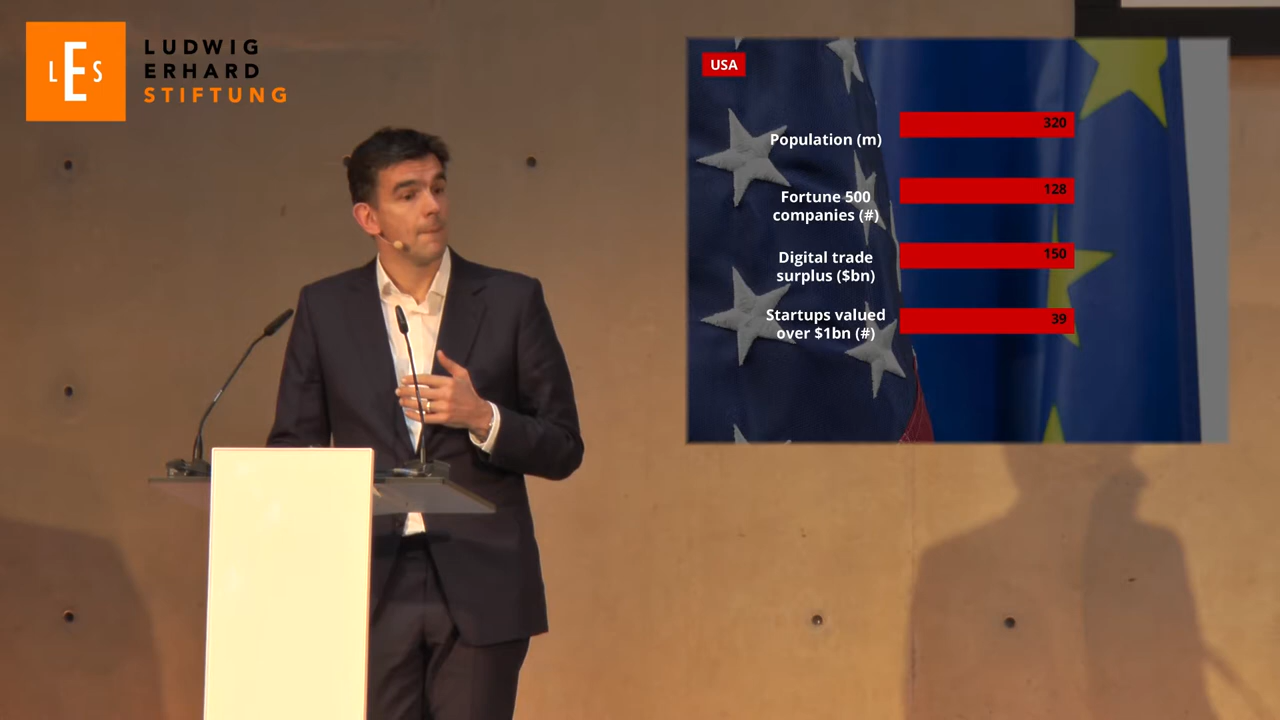 LES
LUDWIG
ERHARD
STIFTUNG
USA
Population (m)
320
Fortune 500
companies (#)
128
Digital trade
surplus ($bn)
150
Startups valued
over $1bn (#)
39